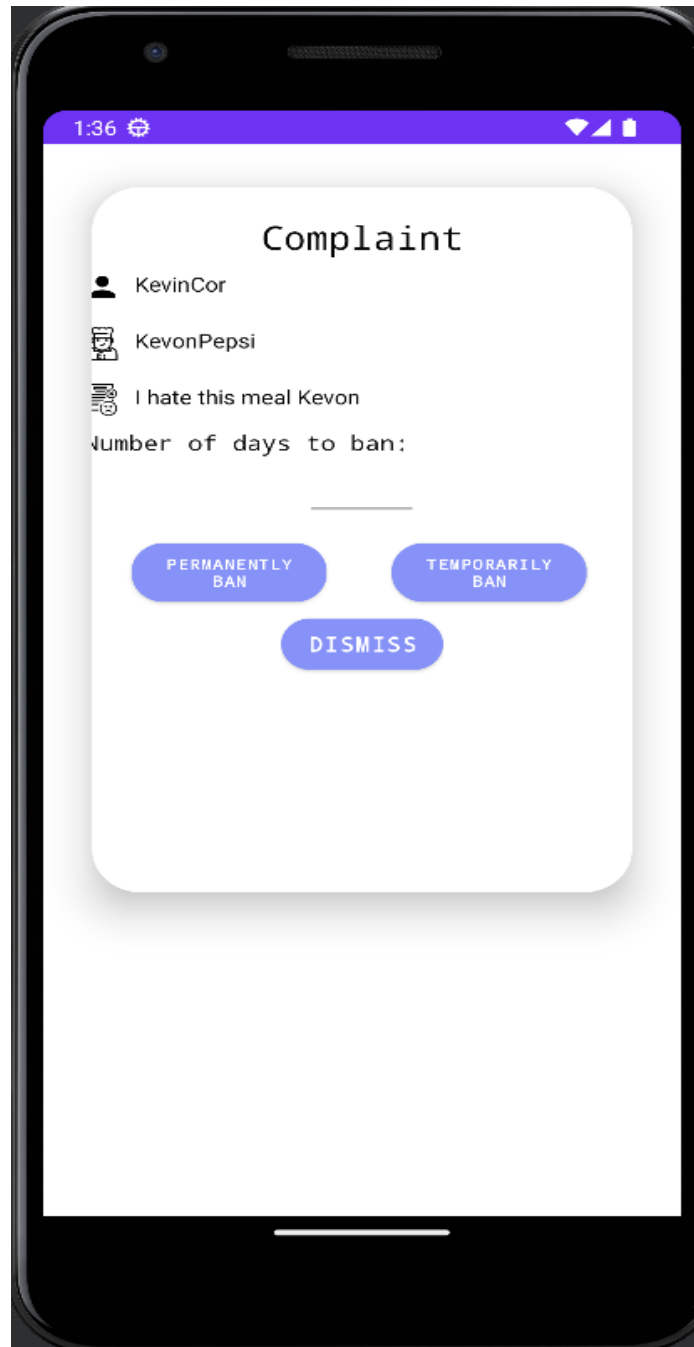 1:36
Complaint
KevinCor
KevonPepsi
I hate this meal Kevon
Number of days to ban:
PERMANENTLY TEMPORARILY
BAN BAN
DISMISS